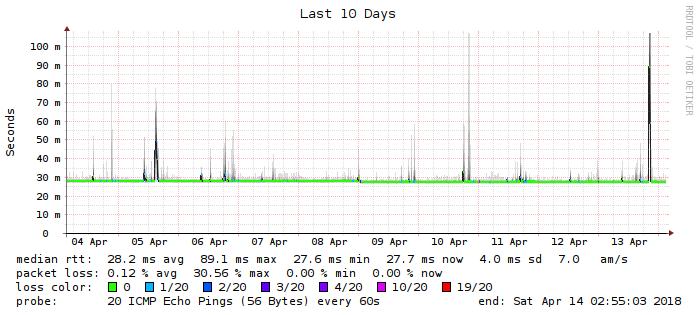 Last 10 Days
RRDTOOL / TOBI OETIKER
Seconds
100 m
90 m
80 m
70 m
60 m
50 m
40 m
30 m
20 m
10 m
0
04 Apr 05 Apr 06 Apr 07 Apr 08 Apr 09 Apr 10 Apr 11 Apr 12 Apr 13 Apr
median rtt: 28.2 ms avg 89.1 ms max 27.6 ms min 27.7 ms now 4.0 ms sd 7.0 am/s
packet loss: 0.12 % avg 30.56 % max 0.00 % min 0.00 % now
loss color: 0 1/20 2/20 3/20 4/20 10/20 19/20
probe: 20 ICMP Echo Pings (56 Bytes) every 60s end: Sat Apr 14 02:55:03 2018